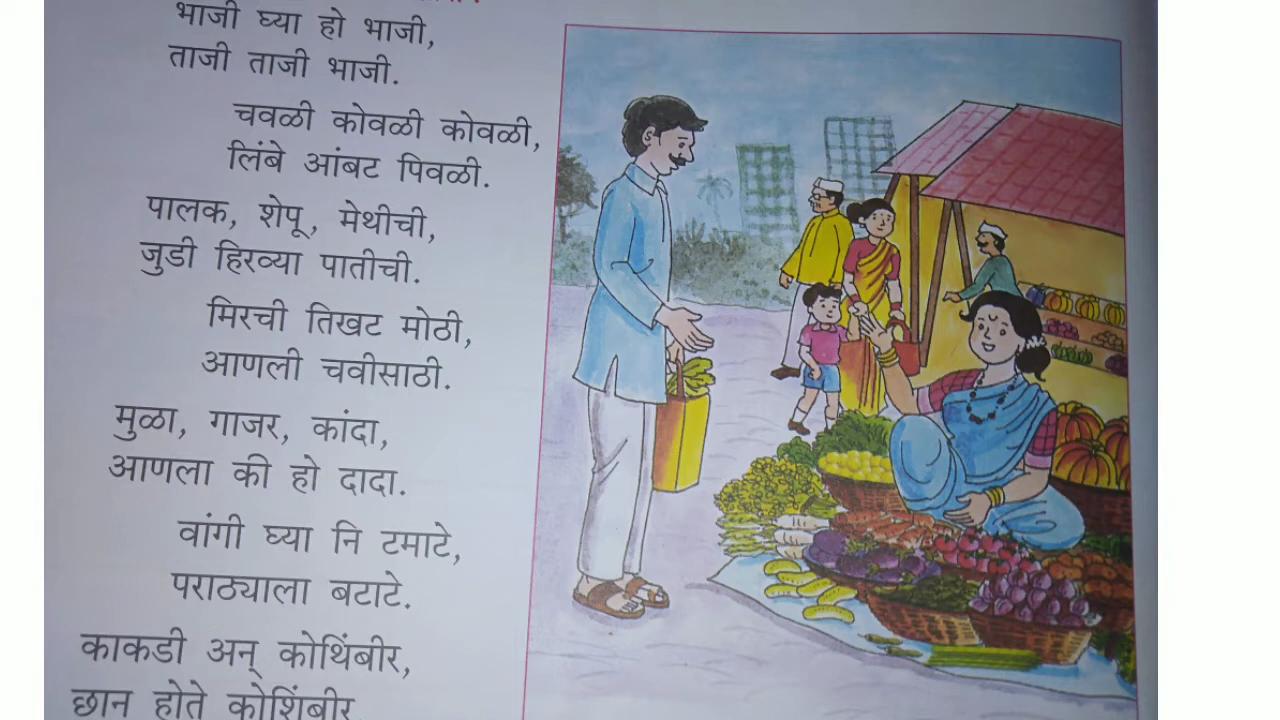 भाजी घ्या हो भाजी,
ताजी ताजी भाजी.
चवळी कोवळी कोवळी,
लिंबे आंबट पिवळी.
पालक, शेपू, मेथीची,
जुडी हिरव्या पातीची.
मिरची तिखट मोठी,
आणली चवीसाठी.
मुळा, गाजर, कांदा,
आणला की हो दादा.
वांगी घ्या नि टमाटे,
पराठ्याला बटाटे.
काकडी अन् कोथिंबीर,
छान होते कोशिंबीर.